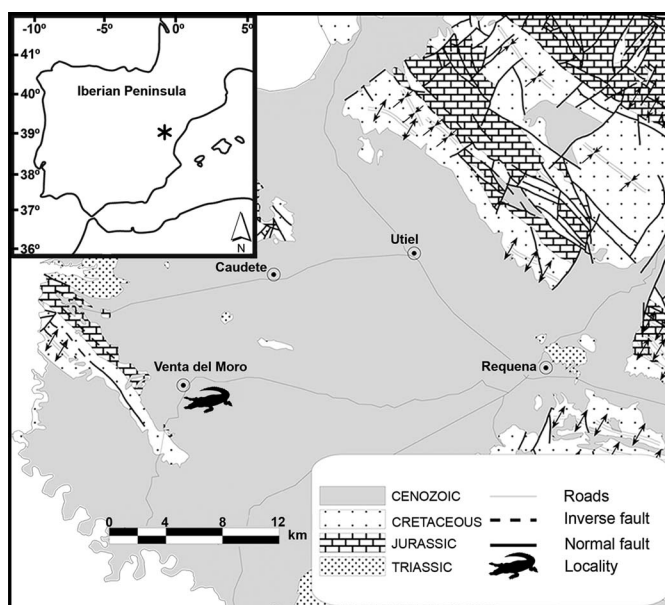 -10º -5º 0º 5º
41º
40º
39º
38º
37º
36º
Iberian Peninsula
N
Utiel
Caudete
Venta del Moro
Requena
0 4 8 12
km
CENOZOIC
CRETACEOUS
JURASSIC
TRIASSIC
Roads
Inverse fault
Normal fault
Locality